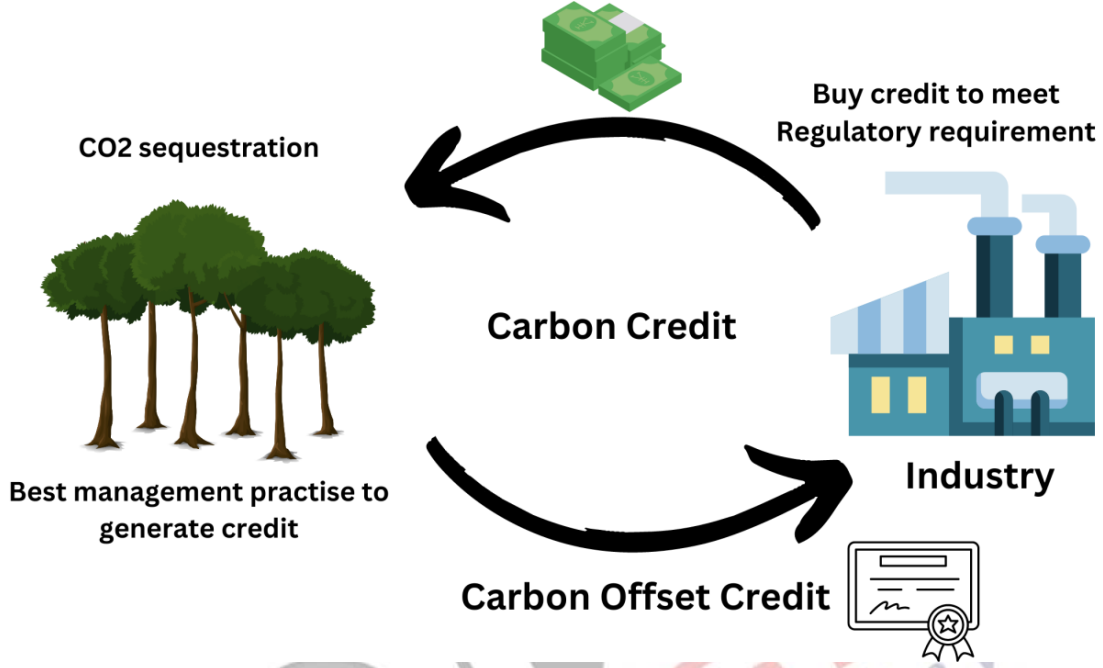 Buy credit to meet
Regulatory requirement
CO2 sequestration
Carbon Credit
Best management practise to
generate credit
Industry
Carbon Offset Credit